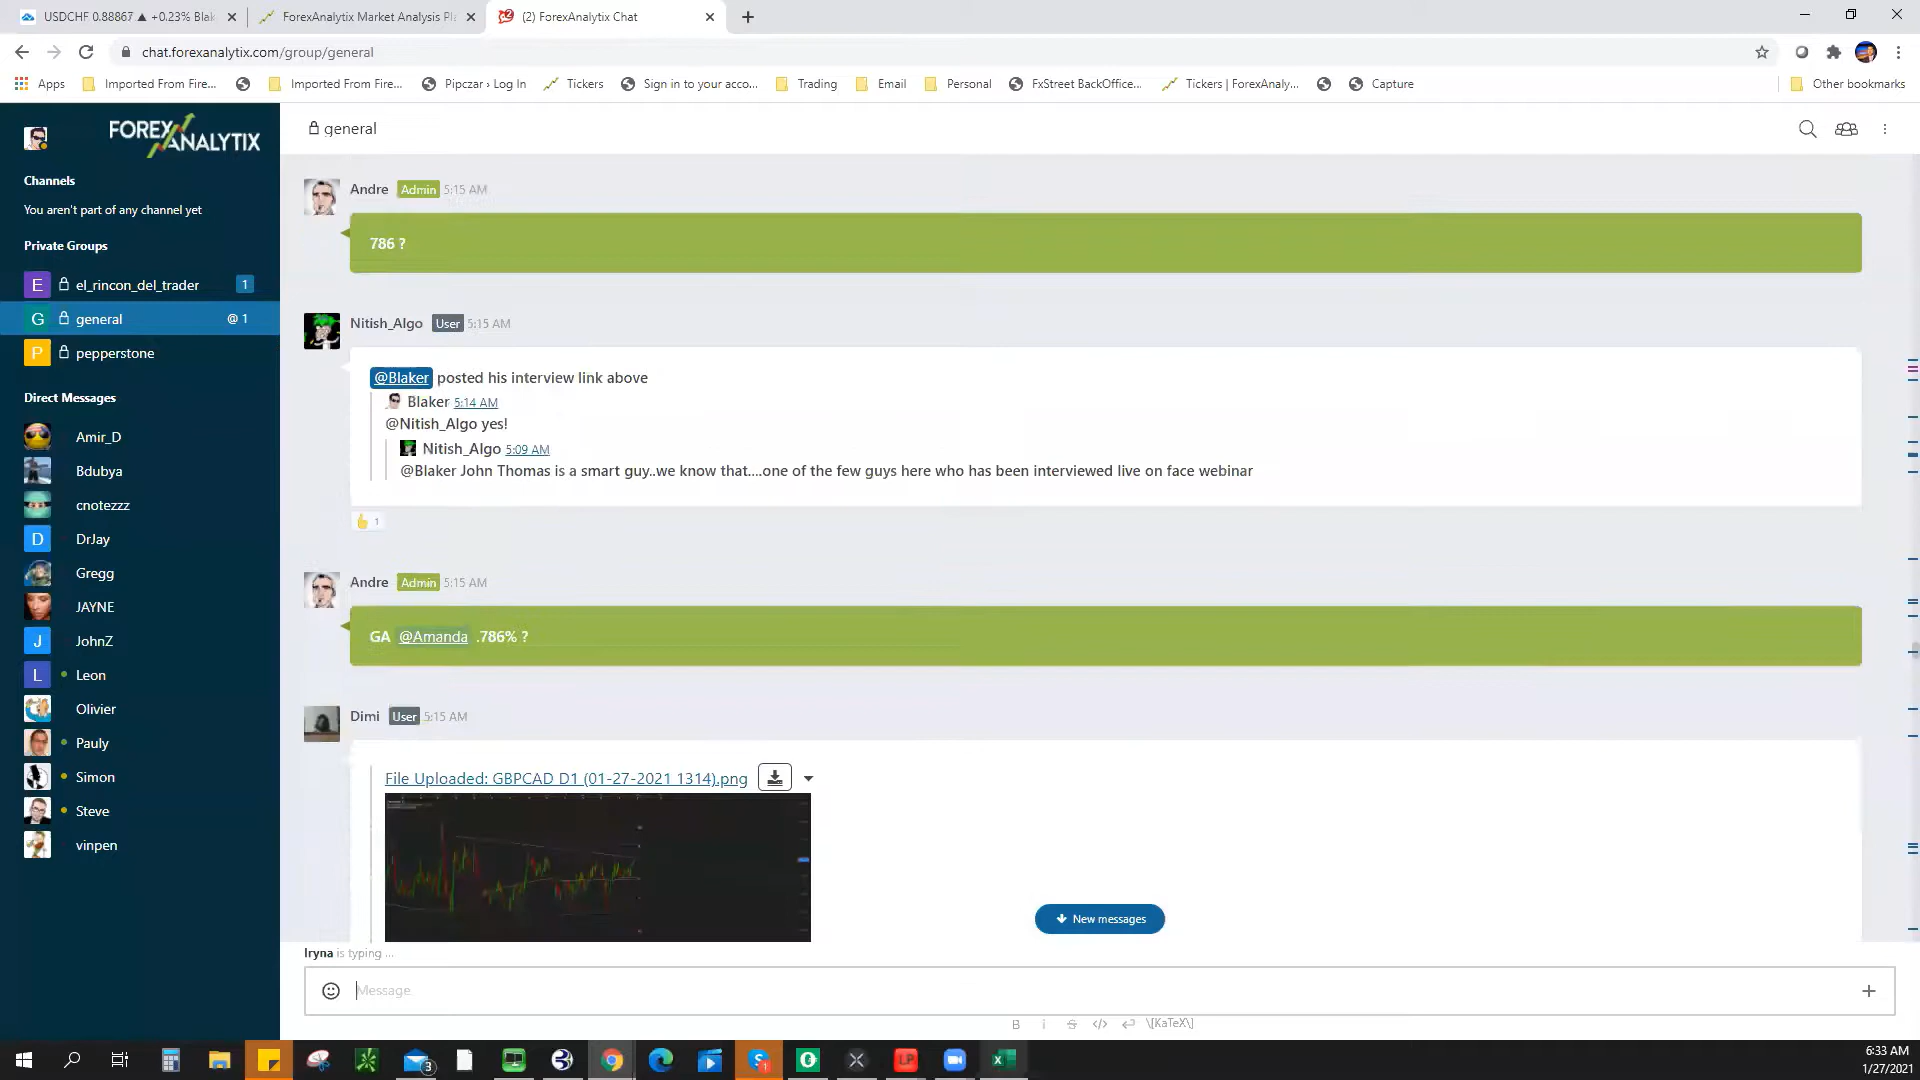 USDCHF 0.88867 ▲ +0.23% Blak
ForexAnalytix Market Analysis Pl
(2) ForexAnalytix Chat
chat.forexanalytix.com/group/general
Apps
Imported From Fire...
Imported From Fire...
Pipczar › Log In
Tickers
Sign in to your acco...
Trading
Email
Personal
FxStreet BackOffice...
Tickers | ForexAnaly...
Capture
Other bookmarks
FOREX ANALYTIX
Channels
You aren't part of any channel yet
Private Groups
E el_rincon_del_trader 1
G general @ 1
P pepperstone
Direct Messages
Amir_D
Bdubya
cnotezzz
D DrJay
Gregg
JAYNE
J JohnZ
L Leon
Olivier
Pauly
Simon
Steve
vinpen
general
Andre Admin 5:15 AM
786 ?
Nitish_Algo User 5:15 AM
@Blaker posted his interview link above
Blaker 5:14 AM
@Nitish_Algo yes!
Nitish_Algo 5:09 AM
@Blaker John Thomas is a smart guy..we know that....one of the few guys here who has been interviewed live on face webinar
1
Andre Admin 5:15 AM
GA @Amanda .786% ?
Dimi User 5:15 AM
File Uploaded: GBPCAD D1 (01-27-2021 1314).png
New messages
Iryna is typing ...
Message
B i S </> \[KaTeX\]
3
1
LP
6:33 AM
1/27/2021